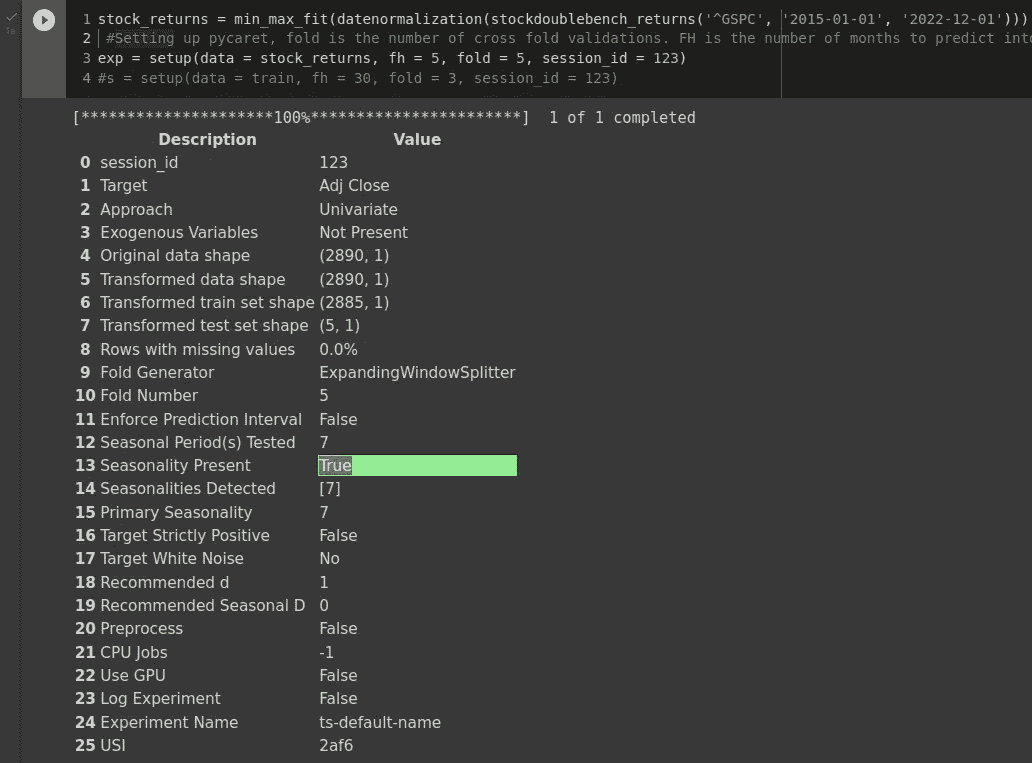 1 stock_returns = min_max_fit(datenormalization(stockdoublebench_returns('^GSPC', '2015-01-01', '2022-12-01')))
2 #Setting up pycaret, fold is the number of cross fold validations. FH is the number of months to predict into
3 exp = setup(data = stock_returns, fh = 5, fold = 5, session_id = 123)
4 #s = setup(data = train, fh = 30, fold = 3, session_id = 123)
1s
[*********************100%***********************] 1 of 1 completed
Description Value
0 session_id 123
1 Target Adj Close
2 Approach Univariate
3 Exogenous Variables Not Present
4 Original data shape (2890, 1)
5 Transformed data shape (2890, 1)
6 Transformed train set shape (2885, 1)
7 Transformed test set shape (5, 1)
8 Rows with missing values 0.0%
9 Fold Generator ExpandingWindowSplitter
10 Fold Number 5
11 Enforce Prediction Interval False
12 Seasonal Period(s) Tested 7
13 Seasonality Present True
14 Seasonalities Detected [7]
15 Primary Seasonality 7
16 Target Strictly Positive False
17 Target White Noise No
18 Recommended d 1
19 Recommended Seasonal D 0
20 Preprocess False
21 CPU Jobs -1
22 Use GPU False
23 Log Experiment False
24 Experiment Name ts-default-name
25 USI 2af6